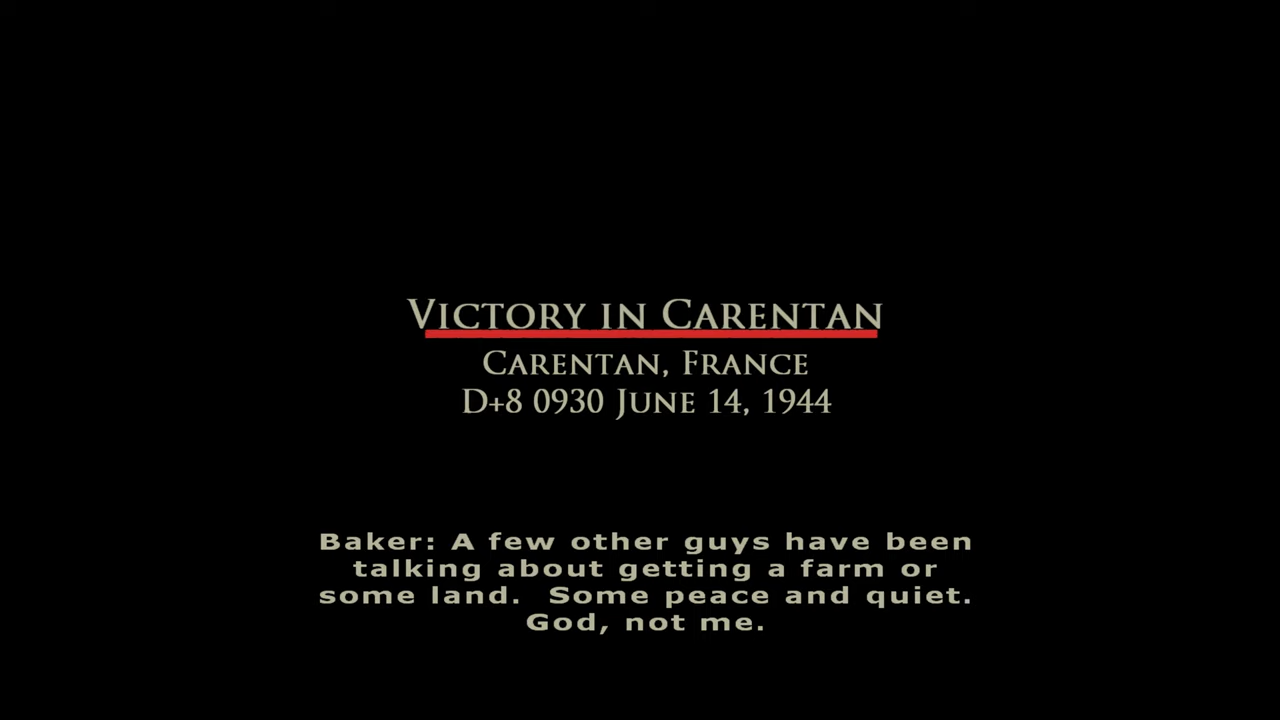 Victory in Carentan
Carentan, France
D+8 0930 June 14, 1944
Baker: A few other guys have been
talking about getting a farm or
some land.  Some peace and quiet.
God, not me.